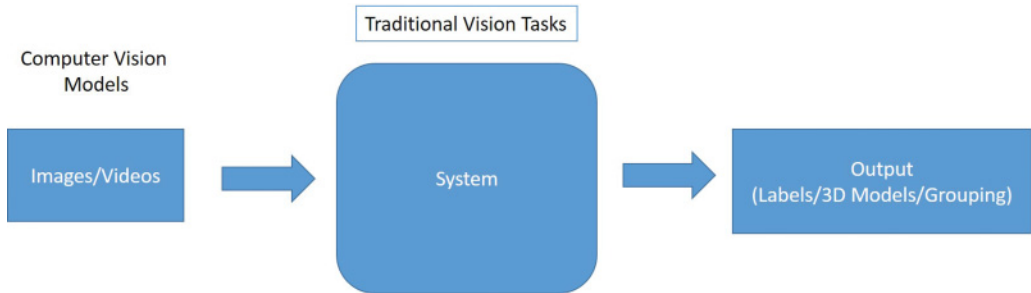 Traditional Vision Tasks
Computer Vision
Models
Images/Videos
System
Output
(Labels/3D Models/Grouping)